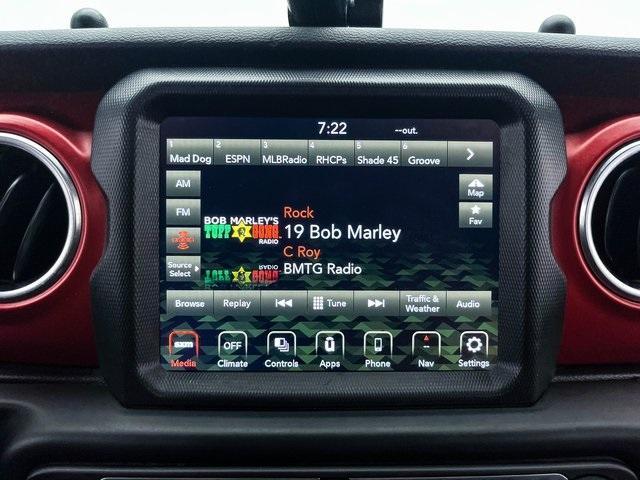 7:22 --out.
1 Mad Dog 2 ESPN 3 MLBRadio 4 RHCPs 5 Shade 45 6 Groove
AM
Map
FM
Fav
BOB MARLEY'S
TUFF GONG
RADIO
Rock
19 Bob Marley
C Roy
BMTG Radio
Source
Select
Browse Replay Tune Traffic & Weather Audio
sxm OFF --
Media Climate Controls Apps Phone Nav Settings